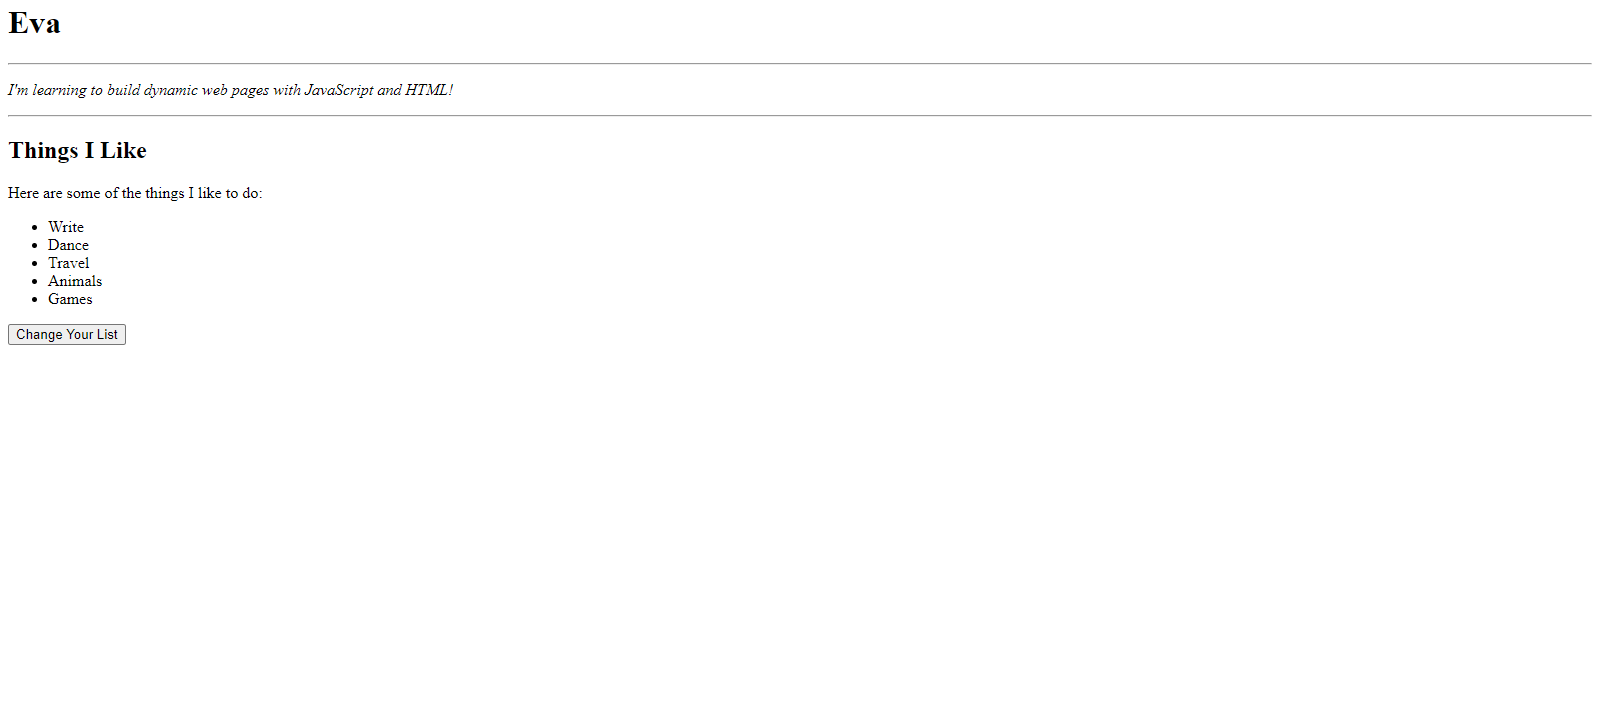 Eva
I'm learning to build dynamic web pages with JavaScript and HTML!
Things I Like
Here are some of the things I like to do:
Write
Dance
Travel
Animals
Games
Change Your List